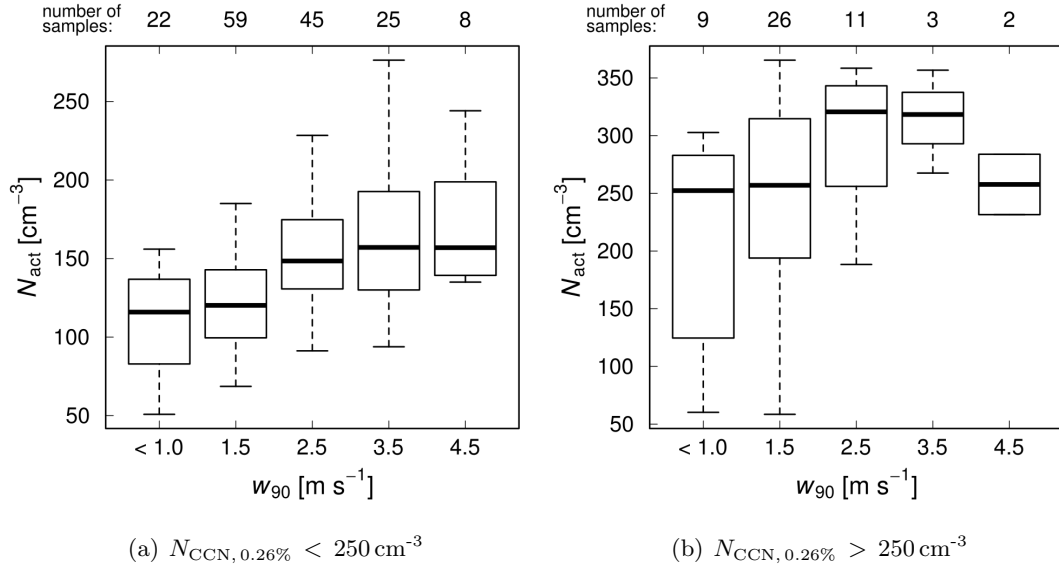 number of samples: 22 59 45 25 8
250
200
150
100
50
N_act [cm⁻³]
< 1.0 1.5 2.5 3.5 4.5
w_90 [m s⁻¹]
(a) N_CCN, 0.26% < 250 cm⁻³
number of samples: 9 26 11 3 2
350
300
250
200
150
100
50
N_act [cm⁻³]
< 1.0 1.5 2.5 3.5 4.5
w_90 [m s⁻¹]
(b) N_CCN, 0.26% > 250 cm⁻³